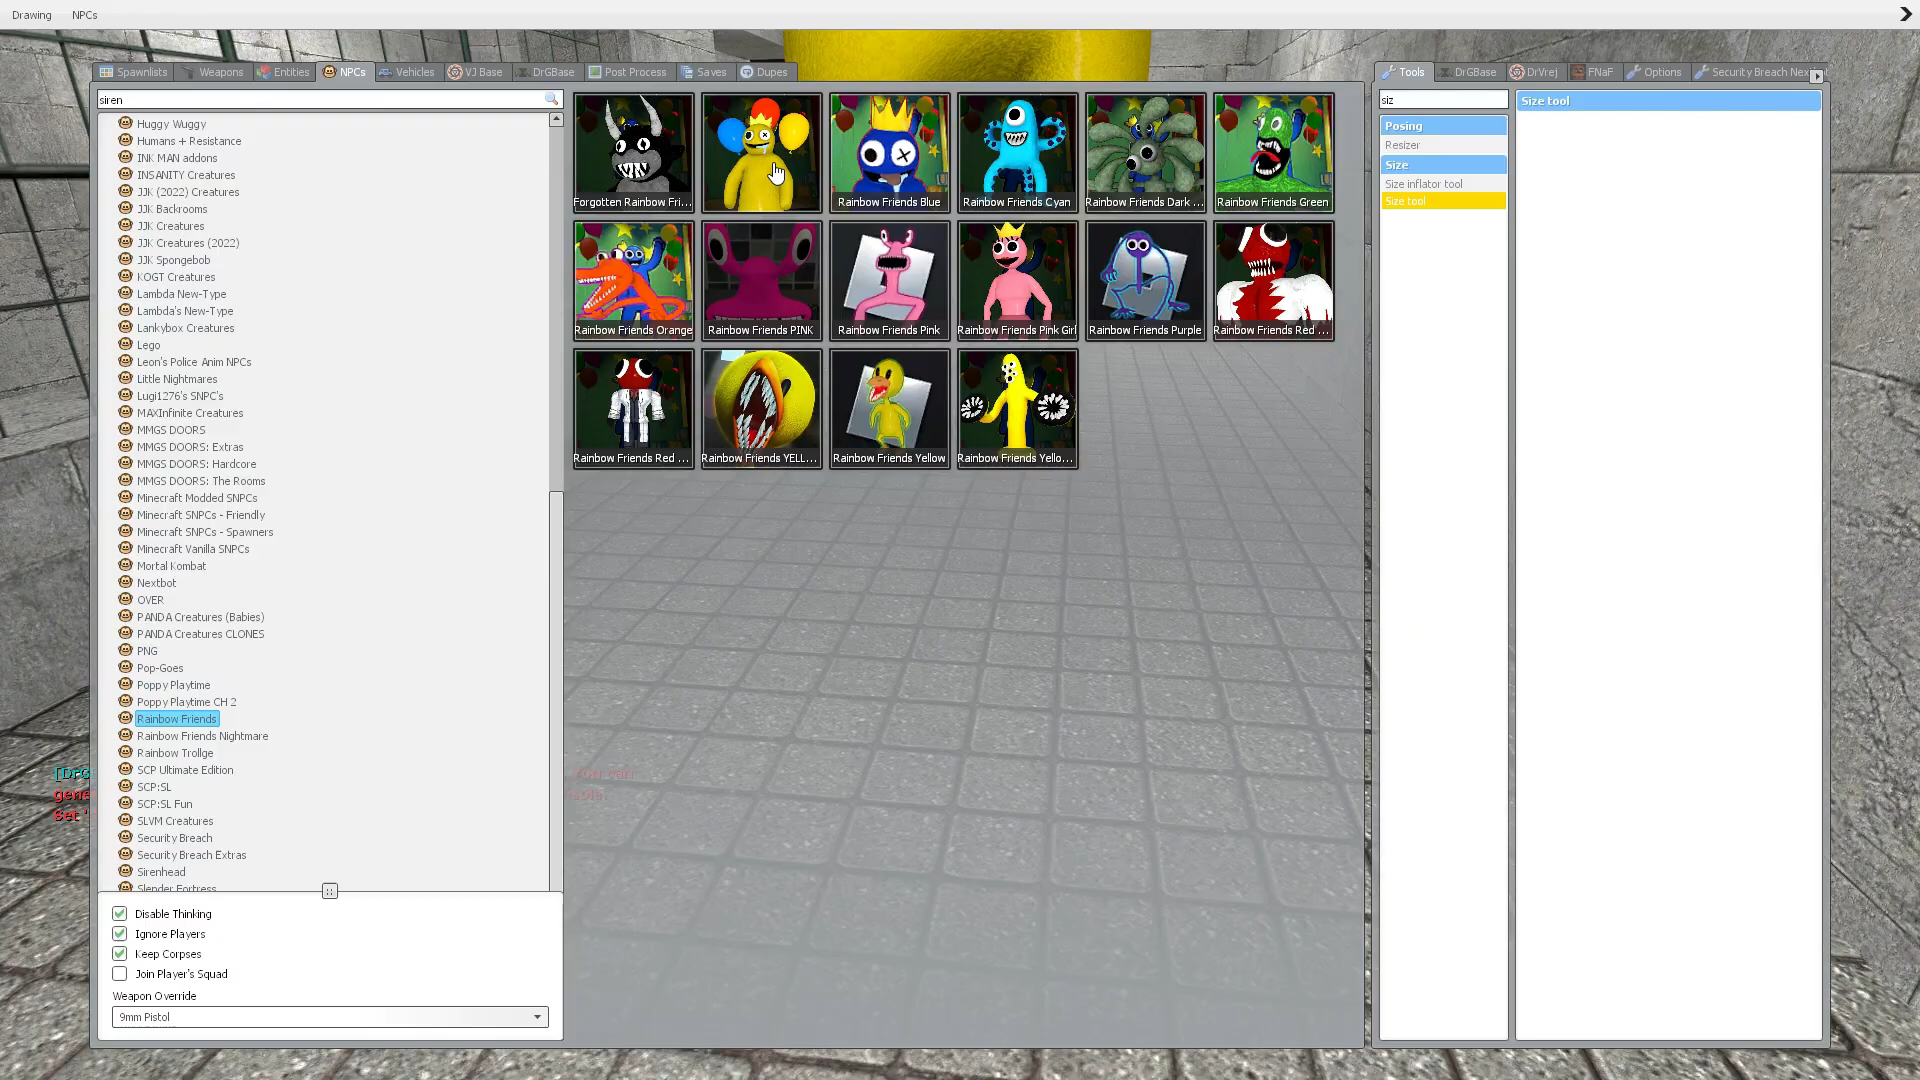 Drawing NPCs
Spawnlists Weapons Entities NPCs Vehicles VJ Base DrGBase Post Process Saves Dupes
Tools DrGBase DrVrej FNaF Options Security Breach
siren
Huggy Wuggy
Humans + Resistance
INK MAN addons
INSANITY Creatures
JJK (2022) Creatures
JJK Backrooms
JJK Creatures
JJK Creatures (2022)
JJK Spongebob
KOGT Creatures
Lambda New-Type
Lambda's New-Type
Lankybox Creatures
Lego
Leon's Police Anim NPCs
Little Nightmares
Lugi1276's SNPC's
MAXInfinite Creatures
MMGS DOORS
MMGS DOORS: Extras
MMGS DOORS: Hardcore
MMGS DOORS: The Rooms
Minecraft Modded SNPCs
Minecraft SNPCs - Friendly
Minecraft SNPCs - Spawners
Minecraft Vanilla SNPCs
Mortal Kombat
Nextbot
OVER
PANDA Creatures (Babies)
PANDA Creatures CLONES
PNG
Pop-Goes
Poppy Playtime
Poppy Playtime CH 2
Rainbow Friends
Rainbow Friends Nightmare
Rainbow Trollge
SCP Ultimate Edition
SCP:SL
SCP:SL Fun
SLVM Creatures
Security Breach
Security Breach Extras
Sirenhead
Slender Fortress
Disable Thinking
Ignore Players
Keep Corpses
Join Player's Squad
Weapon Override
9mm Pistol
Forgotten Rainbow Fri...
Rainbow Friends Blue
Rainbow Friends Cyan
Rainbow Friends Dark ...
Rainbow Friends Green
Rainbow Friends Orange
Rainbow Friends PINK
Rainbow Friends Pink
Rainbow Friends Pink Girl
Rainbow Friends Purple
Rainbow Friends Red ...
Rainbow Friends Red ...
Rainbow Friends YELL...
Rainbow Friends Yellow
Rainbow Friends Yello...
siz
Posing
Resizer
Size
Size inflator tool
Size tool
Size tool
[DrG
gene
Set '